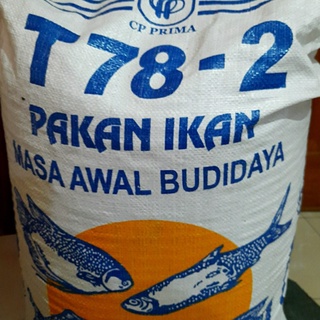 CP PRIMA
T78-2
PAKAN IKAN
MASA AWAL BUDIDAYA